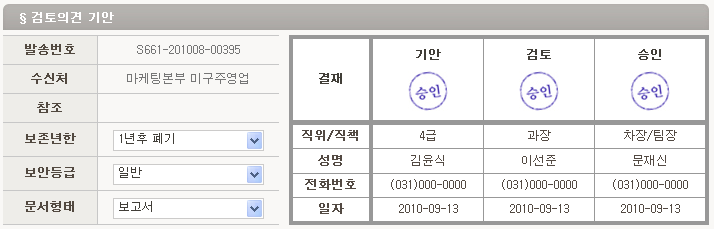 § 검토의견 기안
발송번호 S661-201008-00395
수신처 마케팅본부 미구주영업
참조
보존년한 1년후 폐기
보안등급 일반
문서형태 보고서
결재 기안 검토 승인
승인 승인 승인
직위/직책 4급 과장 차장/팀장
성명 김윤식 이선준 문재신
전화번호 (031)000-0000 (031)000-0000 (031)000-0000
일자 2010-09-13 2010-09-13 2010-09-13